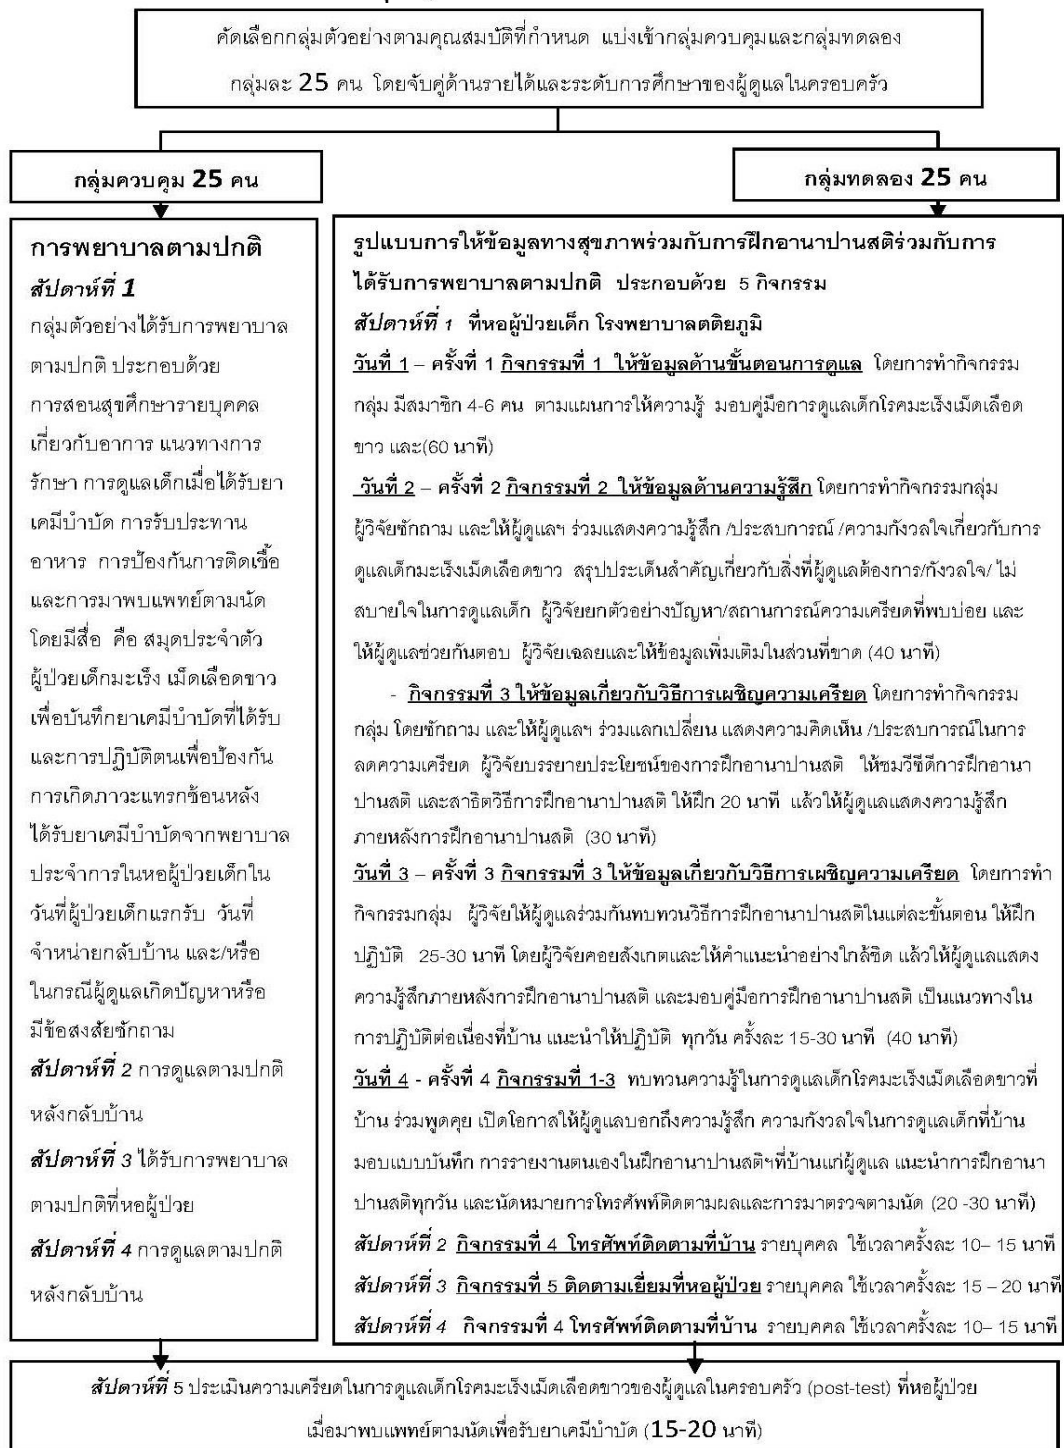 คัดเลือกกลุ่มตัวอย่างตามคุณสมบัติที่กำหนด แบ่งเข้ากลุ่มควบคุมและกลุ่มทดลอง
กลุ่มละ 25 คน โดยจับคู่ด้านรายได้และระดับการศึกษาของผู้ดูแลในครอบครัว
กลุ่มควบคุม 25 คน
กลุ่มทดลอง 25 คน
การพยาบาลตามปกติ
สัปดาห์ที่ 1
กลุ่มตัวอย่างได้รับการพยาบาล
ตามปกติ ประกอบด้วย
การสอนสุขศึกษารายบุคคล
เกี่ยวกับอาการ แนวทางการ
รักษา การดูแลเด็กเมื่อได้รับยา
เคมีบำบัด การรับประทาน
อาหาร การป้องกันการติดเชื้อ
และการมาพบแพทย์ตามนัด
โดยมีสื่อ คือ สมุดประจำตัว
ผู้ป่วยเด็กมะเร็ง เม็ดเลือดขาว
เพื่อบันทึกยาเคมีบำบัดที่ได้รับ
และการปฏิบัติตนเพื่อป้องกัน
การเกิดภาวะแทรกซ้อนหลัง
ได้รับยาเคมีบำบัดจากพยาบาล
ประจำการในหอผู้ป่วยเด็กใน
วันที่ผู้ป่วยเด็กแรกรับ วันที่
จำหน่ายกลับบ้าน และ/หรือ
ในกรณีผู้ดูแลเกิดปัญหาหรือ
มีข้อสงสัยซักถาม
สัปดาห์ที่ 2 การดูแลตามปกติ
หลังกลับบ้าน
สัปดาห์ที่ 3 ได้รับการพยาบาล
ตามปกติที่หอผู้ป่วย
สัปดาห์ที่ 4 การดูแลตามปกติ
หลังกลับบ้าน
รูปแบบการให้ข้อมูลทางสุขภาพร่วมกับการฝึกอานาปานสติร่วมกับการ
ได้รับการพยาบาลตามปกติ ประกอบด้วย 5 กิจกรรม
สัปดาห์ที่ 1 ที่หอผู้ป่วยเด็ก โรงพยาบาลตติยภูมิ
วันที่ 1 – ครั้งที่ 1 กิจกรรมที่ 1 ให้ข้อมูลด้านขั้นตอนการดูแล โดยการทำกิจกรรม
กลุ่ม มีสมาชิก 4-6 คน ตามแผนการให้ความรู้ มอบคู่มือการดูแลเด็กโรคมะเร็งเม็ดเลือด
ขาว และ(60 นาที)
วันที่ 2 – ครั้งที่ 2 กิจกรรมที่ 2 ให้ข้อมูลด้านความรู้สึก โดยการทำกิจกรรมกลุ่ม
ผู้วิจัยซักถาม และให้ผู้ดูแลฯ ร่วมแสดงความรู้สึก /ประสบการณ์ /ความกังวลใจเกี่ยวกับการ
ดูแลเด็กมะเร็งเม็ดเลือดขาว สรุปประเด็นสำคัญเกี่ยวกับสิ่งที่ผู้ดูแลต้องการ/กังวลใจ/ ไม่
สบายใจในการดูแลเด็ก ผู้วิจัยยกตัวอย่างปัญหา/สถานการณ์ความเครียดที่พบบ่อย และ
ให้ผู้ดูแลช่วยกันตอบ ผู้วิจัยเฉลยและให้ข้อมูลเพิ่มเติมในส่วนที่ขาด (40 นาที)
- กิจกรรมที่ 3 ให้ข้อมูลเกี่ยวกับวิธีการเผชิญความเครียด โดยการทำกิจกรรม
กลุ่ม โดยซักถาม และให้ผู้ดูแลฯ ร่วมแลกเปลี่ยน แสดงความคิดเห็น /ประสบการณ์ในการ
ลดความเครียด ผู้วิจัยบรรยายประโยชน์ของการฝึกอานาปานสติ ให้ชมวีซีดีการฝึกอานา
ปานสติ และสาธิตวิธีการฝึกอานาปานสติ ให้ฝึก 20 นาที แล้วให้ผู้ดูแลแสดงความรู้สึก
ภายหลังการฝึกอานาปานสติ (30 นาที)
วันที่ 3 – ครั้งที่ 3 กิจกรรมที่ 3 ให้ข้อมูลเกี่ยวกับวิธีการเผชิญความเครียด โดยการทำ
กิจกรรมกลุ่ม ผู้วิจัยให้ผู้ดูแลร่วมกันทบทวนวิธีการฝึกอานาปานสติในแต่ละขั้นตอน ให้ฝึก
ปฏิบัติ 25-30 นาที โดยผู้วิจัยคอยสังเกตและให้คำแนะนำอย่างใกล้ชิด แล้วให้ผู้ดูแลแสดง
ความรู้สึกภายหลังการฝึกอานาปานสติ และมอบคู่มือการฝึกอานาปานสติ เป็นแนวทางใน
การปฏิบัติต่อเนื่องที่บ้าน แนะนำให้ปฏิบัติ ทุกวัน ครั้งละ 15-30 นาที (40 นาที)
วันที่ 4 - ครั้งที่ 4 กิจกรรมที่ 1-3 ทบทวนความรู้ในการดูแลเด็กโรคมะเร็งเม็ดเลือดขาวที่
บ้าน ร่วมพูดคุย เปิดโอกาสให้ผู้ดูแลบอกถึงความรู้สึก ความกังวลใจในการดูแลเด็กที่บ้าน
มอบแบบบันทึก การรายงานตนเองในฝึกอานาปานสติฯที่บ้านแก่ผู้ดูแล แนะนำการฝึกอานา
ปานสติทุกวัน และนัดหมายการโทรศัพท์ติดตามผลและการมาตรวจตามนัด (20 -30 นาที)
สัปดาห์ที่ 2 กิจกรรมที่ 4 โทรศัพท์ติดตามที่บ้าน รายบุคคล ใช้เวลาครั้งละ 10– 15 นาที
สัปดาห์ที่ 3 กิจกรรมที่ 5 ติดตามเยี่ยมที่หอผู้ป่วย รายบุคคล ใช้เวลาครั้งละ 15 – 20 นาที
สัปดาห์ที่ 4 กิจกรรมที่ 4 โทรศัพท์ติดตามที่บ้าน รายบุคคล ใช้เวลาครั้งละ 10– 15 นาที
สัปดาห์ที่ 5 ประเมินความเครียดในการดูแลเด็กโรคมะเร็งเม็ดเลือดขาวของผู้ดูแลในครอบครัว (post-test) ที่หอผู้ป่วย
เมื่อมาพบแพทย์ตามนัดเพื่อรับยาเคมีบำบัด (15-20 นาที)